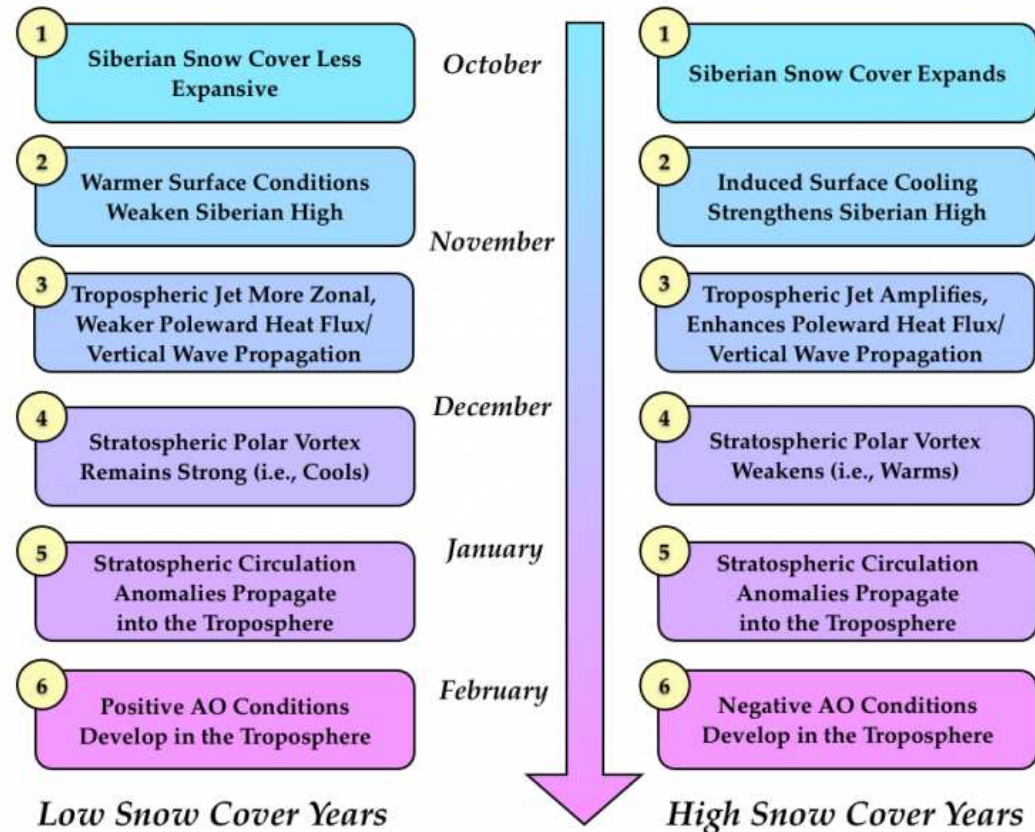 1
Siberian Snow Cover Less
Expansive
2
Warmer Surface Conditions
Weaken Siberian High
3
Tropospheric Jet More Zonal,
Weaker Poleward Heat Flux/
Vertical Wave Propagation
4
Stratospheric Polar Vortex
Remains Strong (i.e., Cools)
5
Stratospheric Circulation
Anomalies Propagate
into the Troposphere
6
Positive AO Conditions
Develop in the Troposphere
Low Snow Cover Years
October
November
December
January
February
1
Siberian Snow Cover Expands
2
Induced Surface Cooling
Strengthens Siberian High
3
Tropospheric Jet Amplifies,
Enhances Poleward Heat Flux/
Vertical Wave Propagation
4
Stratospheric Polar Vortex
Weakens (i.e., Warms)
5
Stratospheric Circulation
Anomalies Propagate
into the Troposphere
6
Negative AO Conditions
Develop in the Troposphere
High Snow Cover Years